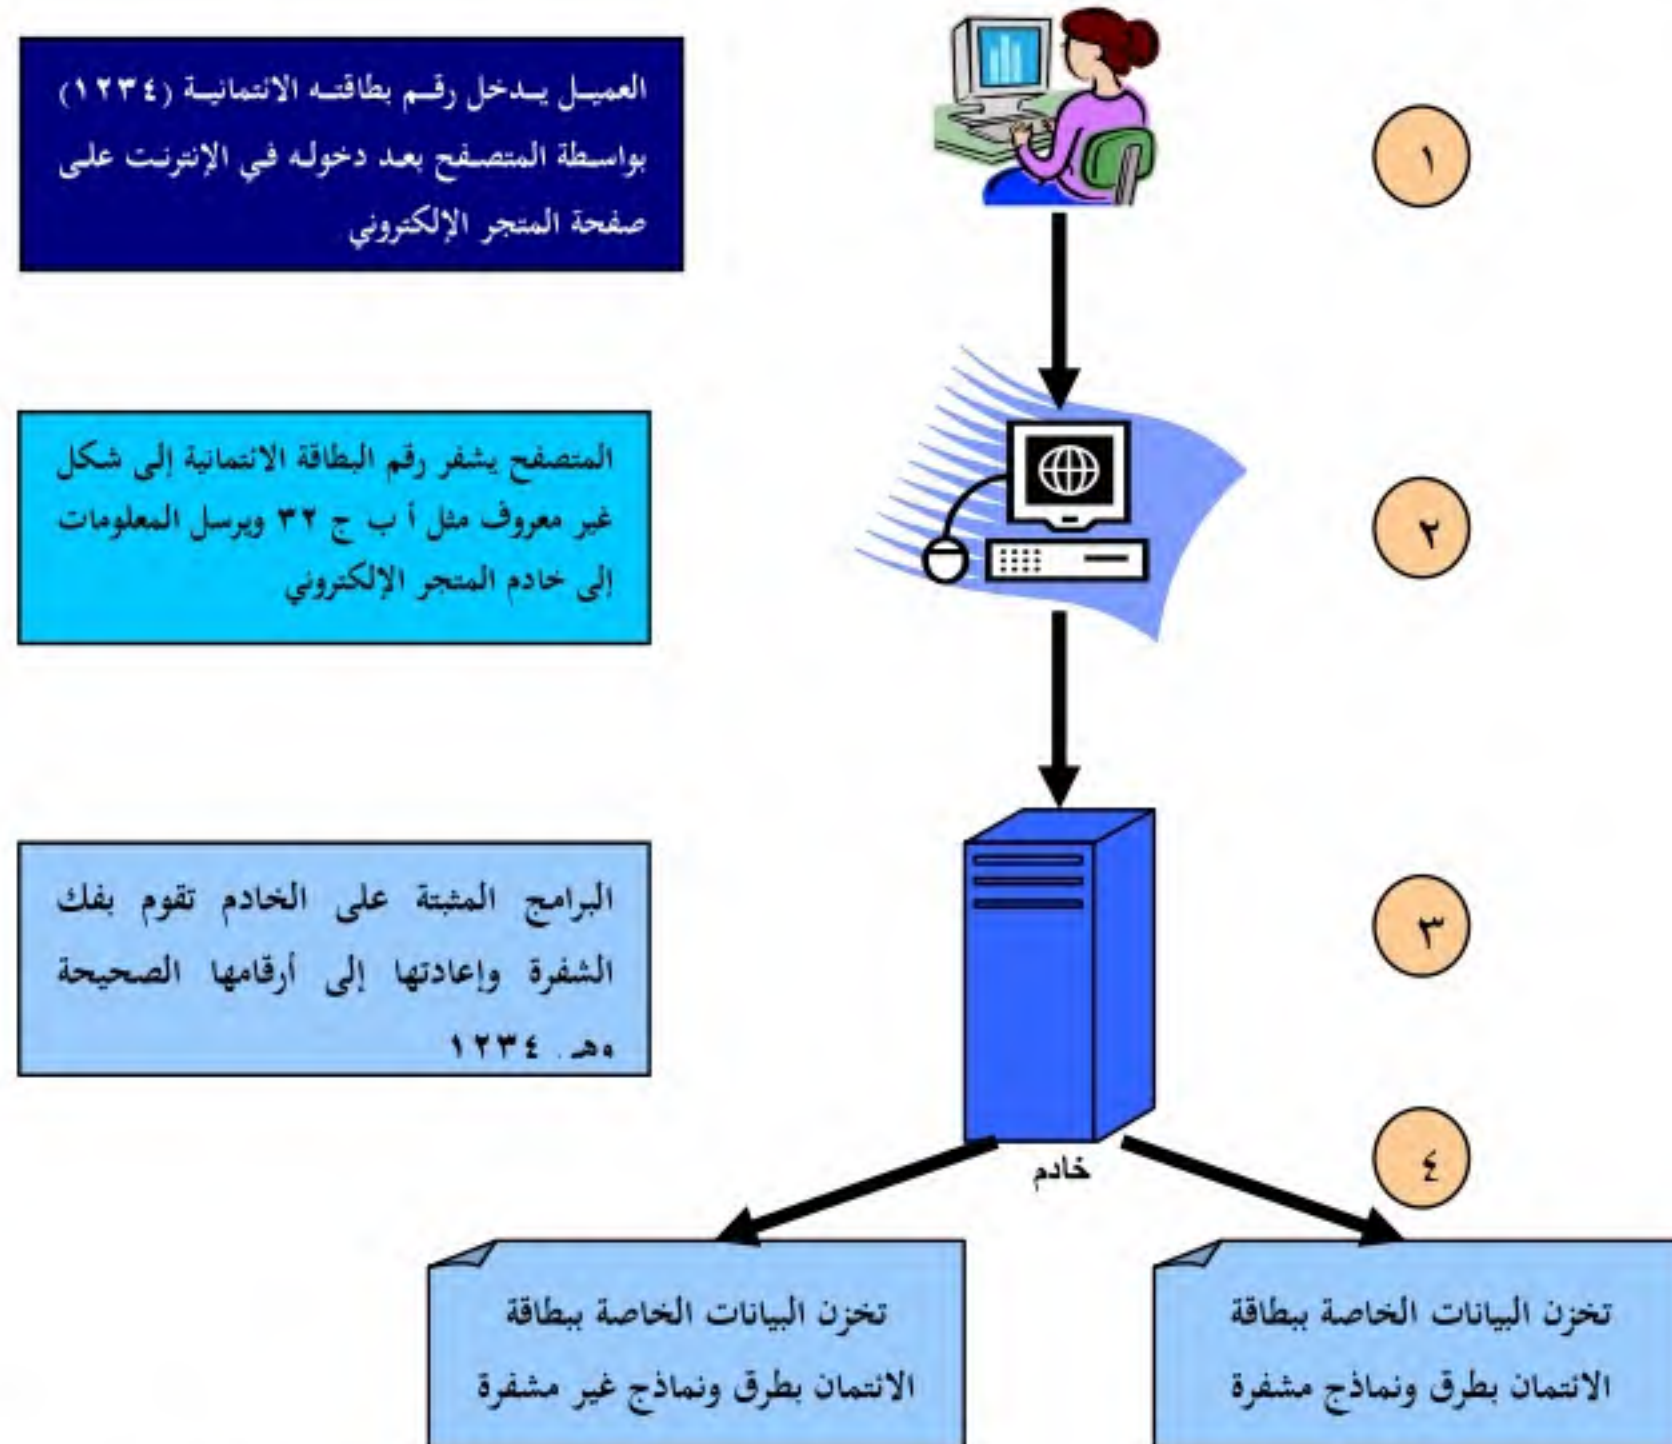 العميل يدخل رقم بطاقته الائتمانية (١٢٣٤)
بواسطة المتصفح بعد دخوله في الإنترنت على
صفحة المتجر الإلكتروني
١
المتصفح يشفر رقم البطاقة الائتمانية إلى شكل
غير معروف مثل أ ب ج ٣٢ ويرسل المعلومات
إلى خادم المتجر الإلكتروني
٢
البرامج المثبتة على الخادم تقوم بفك
الشفرة وإعادتها إلى أرقامها الصحيحة
١٢٣٤
٣
٤
خادم
تخزن البيانات الخاصة ببطاقة
الائتمان بطرق ونماذج مشفرة
تخزن البيانات الخاصة ببطاقة
الائتمان بطرق ونماذج غير مشفرة